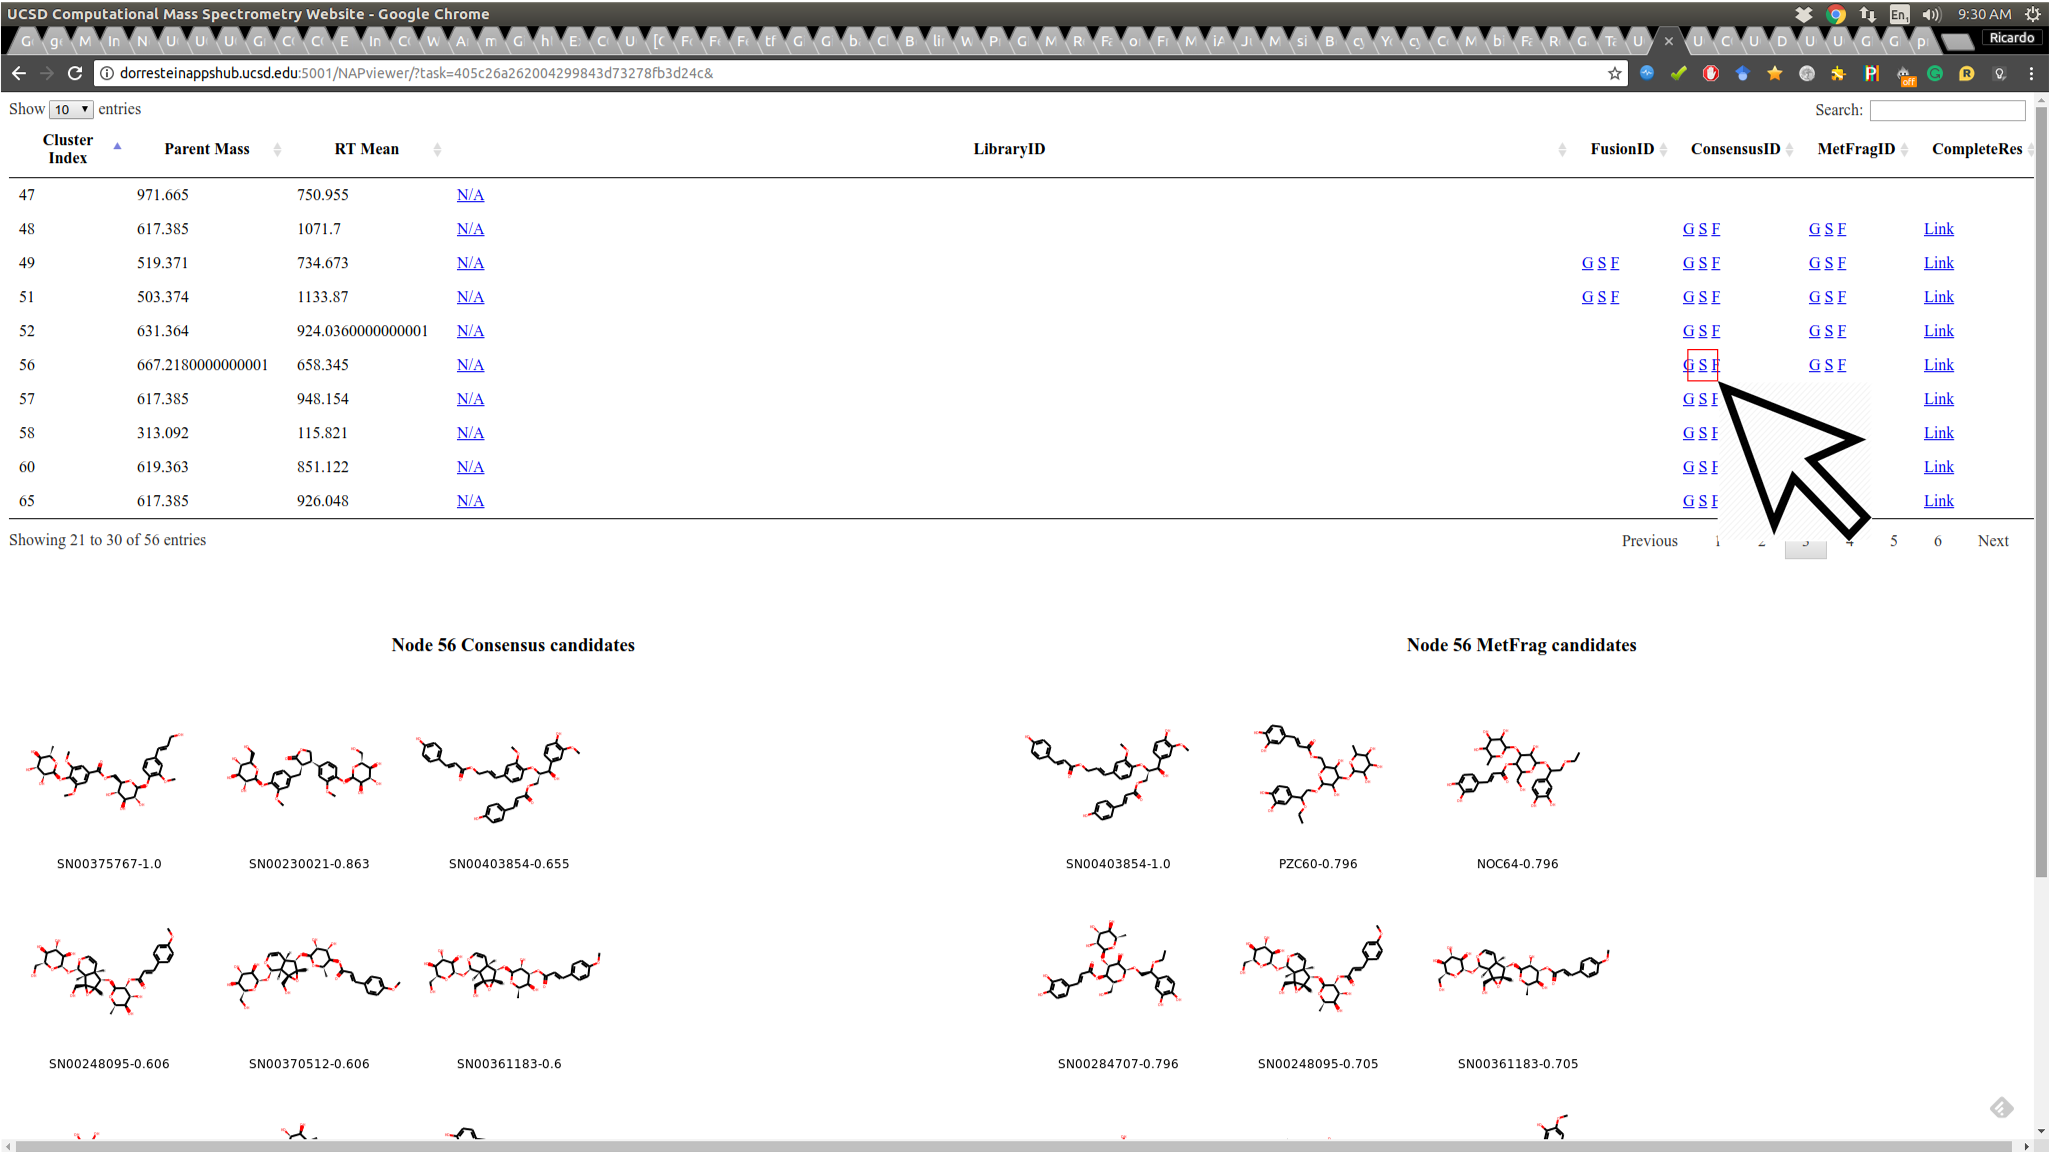 UCSD Computational Mass Spectrometry Website - Google Chrome
En 9:30 AM
Ricardo
dorresteinappshub.ucsd.edu:5001/NAPviewer/?task=405c26a262004299843d73278fb3d24c&
off
Show 10 entries Search:
Cluster Index Parent Mass RT Mean LibraryID FusionID ConsensusID MetFragID CompleteRes
47 971.665 750.955 N/A
48 617.385 1071.7 N/A G S F G S F Link
49 519.371 734.673 N/A G S F G S F G S F Link
51 503.374 1133.87 N/A G S F G S F G S F Link
52 631.364 924.0360000000001 N/A G S F G S F Link
56 667.2180000000001 658.345 N/A G S F G S F Link
57 617.385 948.154 N/A G S F Link
58 313.092 115.821 N/A G S F Link
60 619.363 851.122 N/A G S F Link
65 617.385 926.048 N/A G S F Link
Showing 21 to 30 of 56 entries Previous 1 2 3 4 5 6 Next
Node 56 Consensus candidates Node 56 MetFrag candidates
SN00375767-1.0 SN00230021-0.863 SN00403854-0.655 SN00403854-1.0 PZC60-0.796 NOC64-0.796
SN00248095-0.606 SN00370512-0.606 SN00361183-0.6 SN00284707-0.796 SN00248095-0.705 SN00361183-0.705